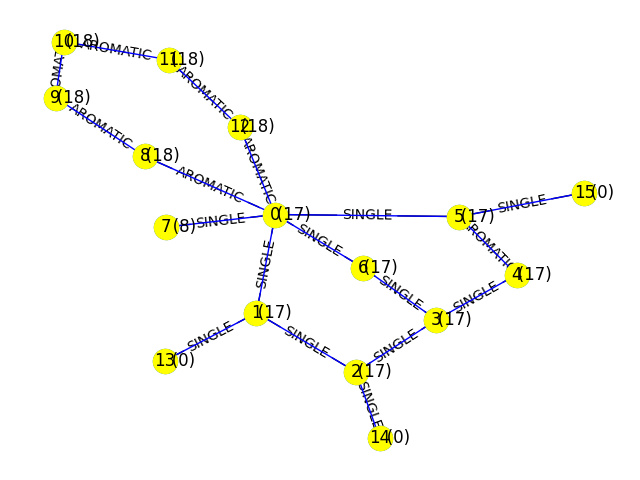 10(18)
AROMATIC
11(18)
AROMATIC
9(18)
AROMATIC
12(18)
AROMATIC
8(18)
AROMATIC
AROMATIC
15(0)
SINGLE
7(8)
SINGLE
0(17)
SINGLE
5(17)
SINGLE
AROMATIC
SINGLE
6(17)
4(17)
SINGLE
SINGLE
1(17)
3(17)
SINGLE
SINGLE
SINGLE
13(0)
2(17)
SINGLE
14(0)